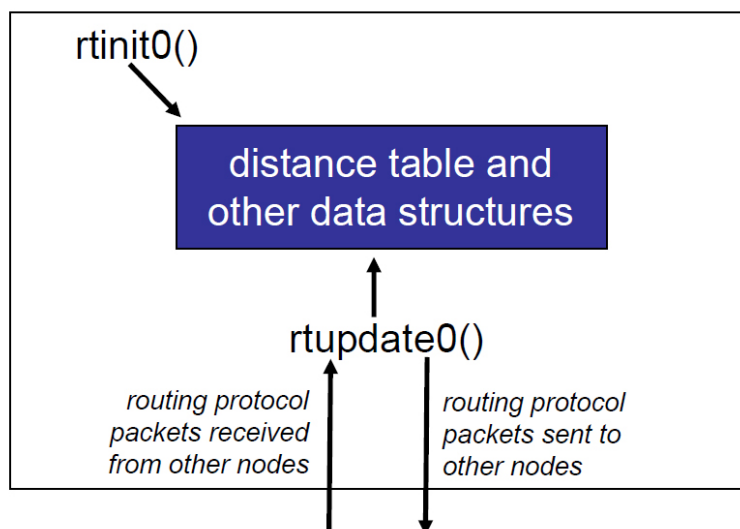 rtinit0()
distance table and
other data structures
rtupdate0()
routing protocol
packets received
from other nodes
routing protocol
packets sent to
other nodes